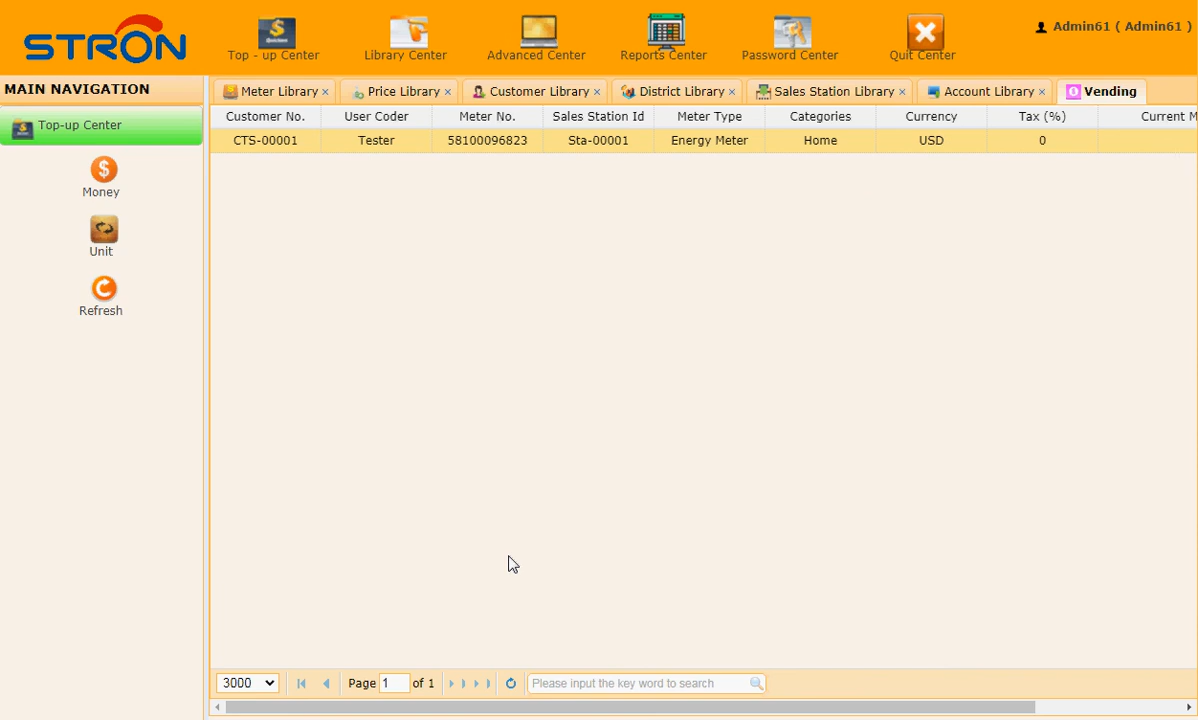 STRON
Top - up Center
Library Center
Advanced Center
Reports Center
Password Center
Quit Center
Admin61 ( Admin61 )
MAIN NAVIGATION
Top-up Center
Money
Unit
Refresh
Meter Library × Price Library × Customer Library × District Library × Sales Station Library × Account Library × Vending
Customer No. User Coder Meter No. Sales Station Id Meter Type Categories Currency Tax (%) Current M
CTS-00001 Tester 58100096823 Sta-00001 Energy Meter Home USD 0
3000 Page 1 of 1 Please input the key word to search